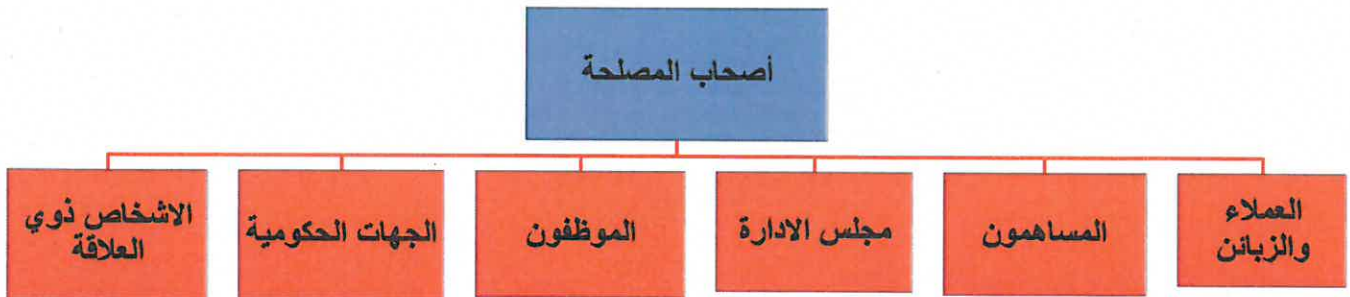 أصحاب المصلحة
العملاء
والزبائن
المساهمون
مجلس الادارة
الموظفون
الجهات الحكومية
الاشخاص ذوي
العلاقة